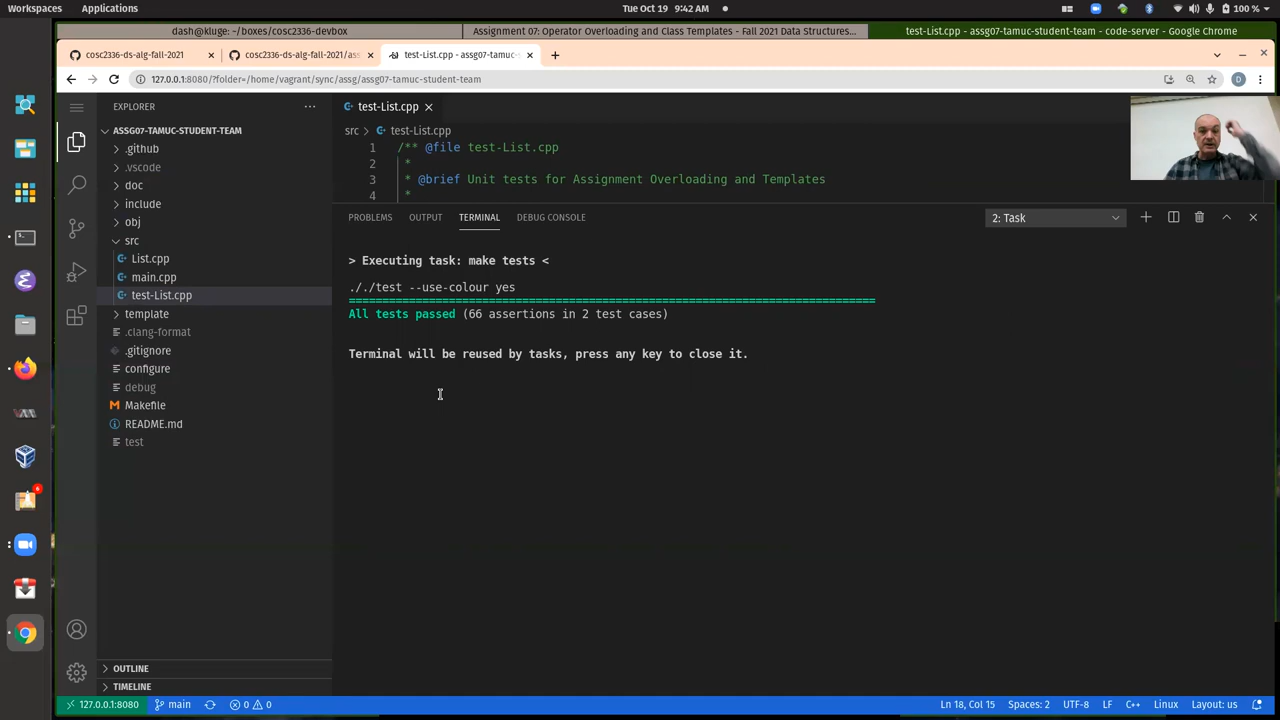 Workspaces
Applications
Tue Oct 19 9:42 AM
100 %
dash@kluge: ~/boxes/cosc2336-devbox
Assignment 07: Operator Overloading and Class Templates - Fall 2021 Data Structures...
test-List.cpp - assg07-tamuc-student-team - code-server - Google Chrome
cosc2336-ds-alg-fall-2021
cosc2336-ds-alg-fall-2021/ass
test-List.cpp - assg07-tamuc-s
127.0.0.1:8080/?folder=/home/vagrant/sync/assg/assg07-tamuc-student-team
D
EXPLORER
ASSG07-TAMUC-STUDENT-TEAM
.github
.vscode
doc
include
obj
src
List.cpp
main.cpp
test-List.cpp
template
.clang-format
.gitignore
configure
debug
Makefile
README.md
test
OUTLINE
TIMELINE
test-List.cpp
src > test-List.cpp
1 /** @file test-List.cpp
2 *
3 * @brief Unit tests for Assignment Overloading and Templates
4 *
PROBLEMS
OUTPUT
TERMINAL
DEBUG CONSOLE
2: Task
> Executing task: make tests <
././test --use-colour yes
===============================================================================
All tests passed (66 assertions in 2 test cases)
Terminal will be reused by tasks, press any key to close it.
127.0.0.1:8080
main
0
0
Ln 18, Col 15
Spaces: 2
UTF-8
LF
C++
Linux
Layout: us